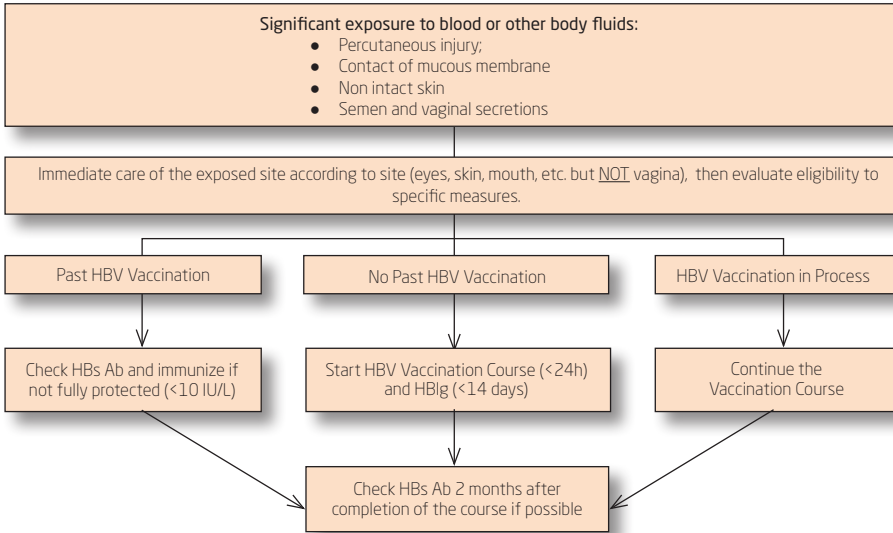 Significant exposure to blood or other body fluids:
● Percutaneous injury;
● Contact of mucous membrane
● Non intact skin
● Semen and vaginal secretions
Immediate care of the exposed site according to site (eyes, skin, mouth, etc. but NOT vagina), then evaluate eligibility to
specific measures.
Past HBV Vaccination
No Past HBV Vaccination
HBV Vaccination in Process
Check HBs Ab and immunize if
not fully protected (<10 IU/L)
Start HBV Vaccination Course (<24h)
and HBIg (<14 days)
Continue the
Vaccination Course
Check HBs Ab 2 months after
completion of the course if possible